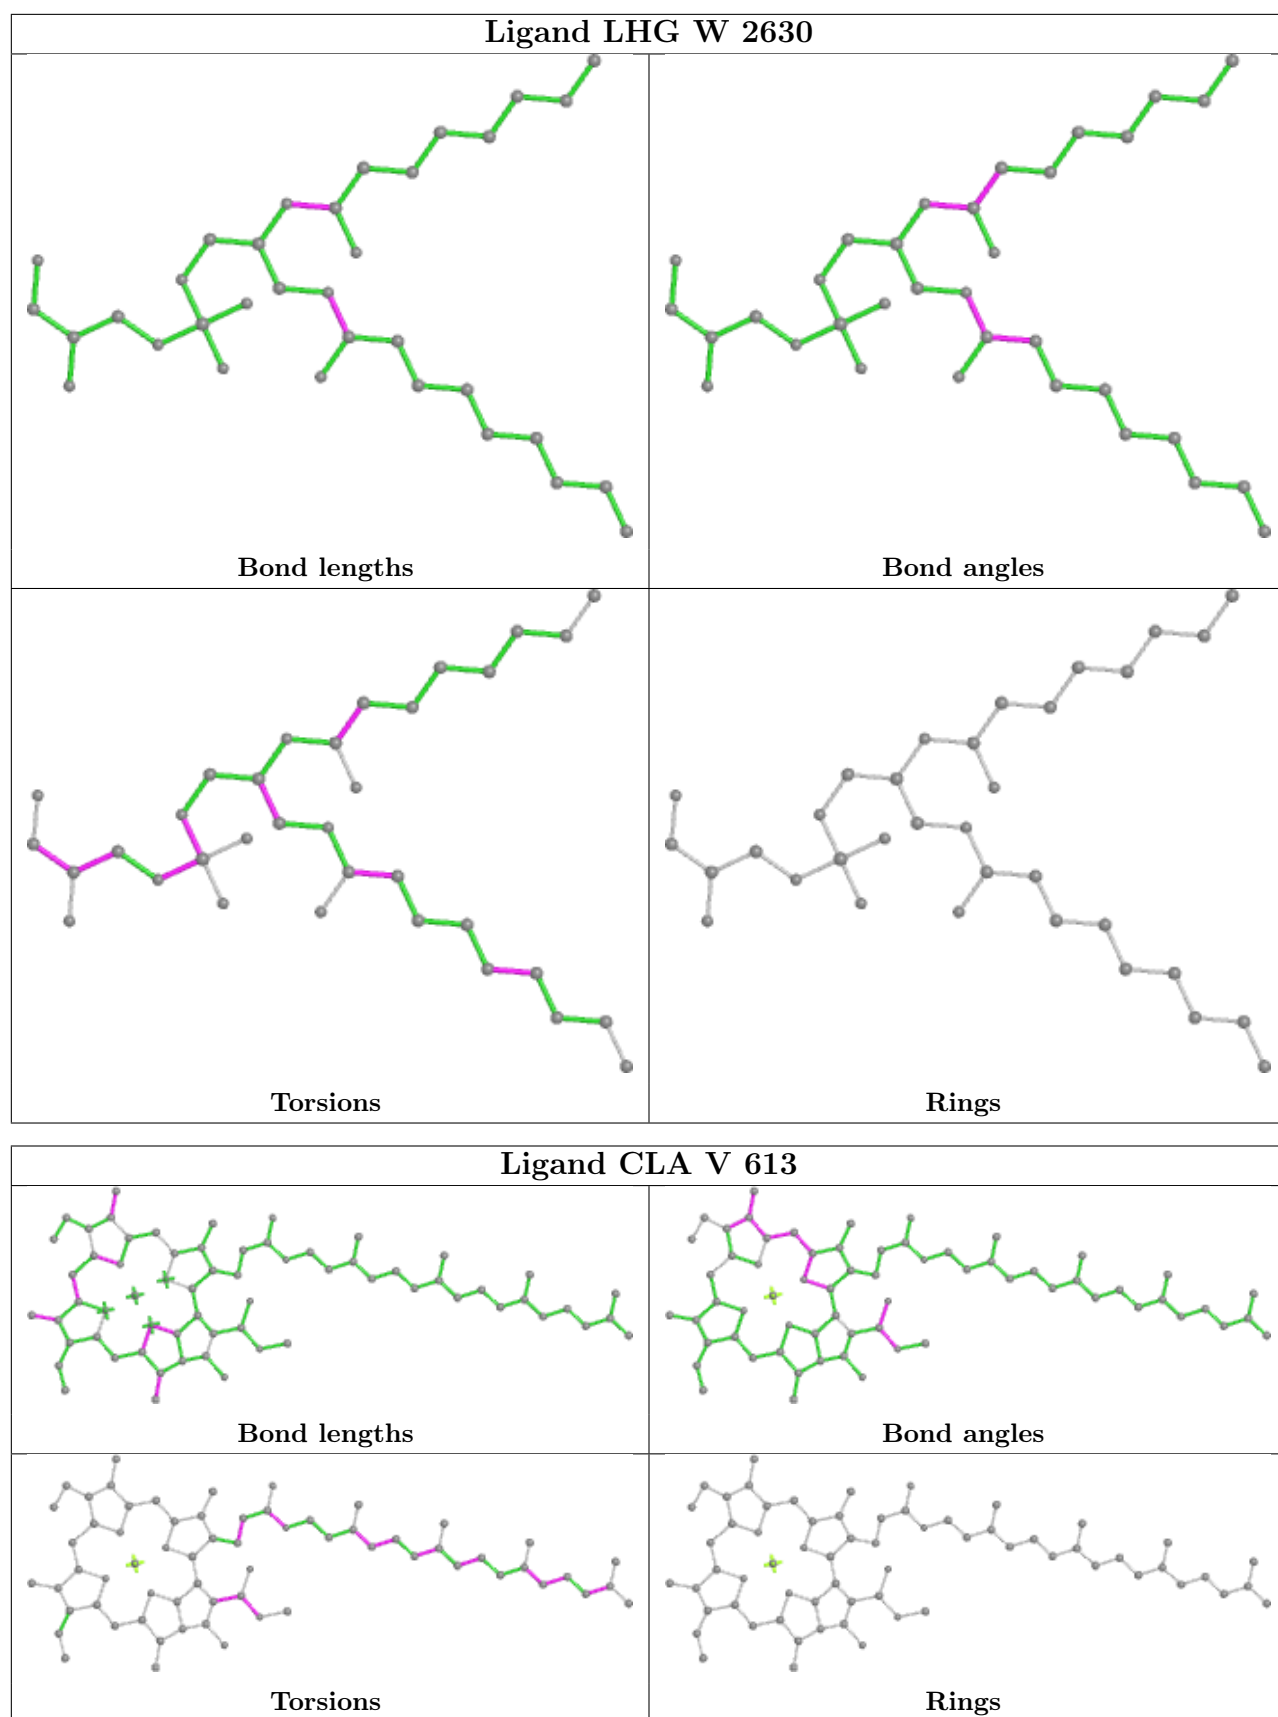 Ligand LHG W 2630
Bond lengths
Bond angles
Torsions
Rings
Ligand CLA V 613
Bond lengths
Bond angles
Torsions
Rings